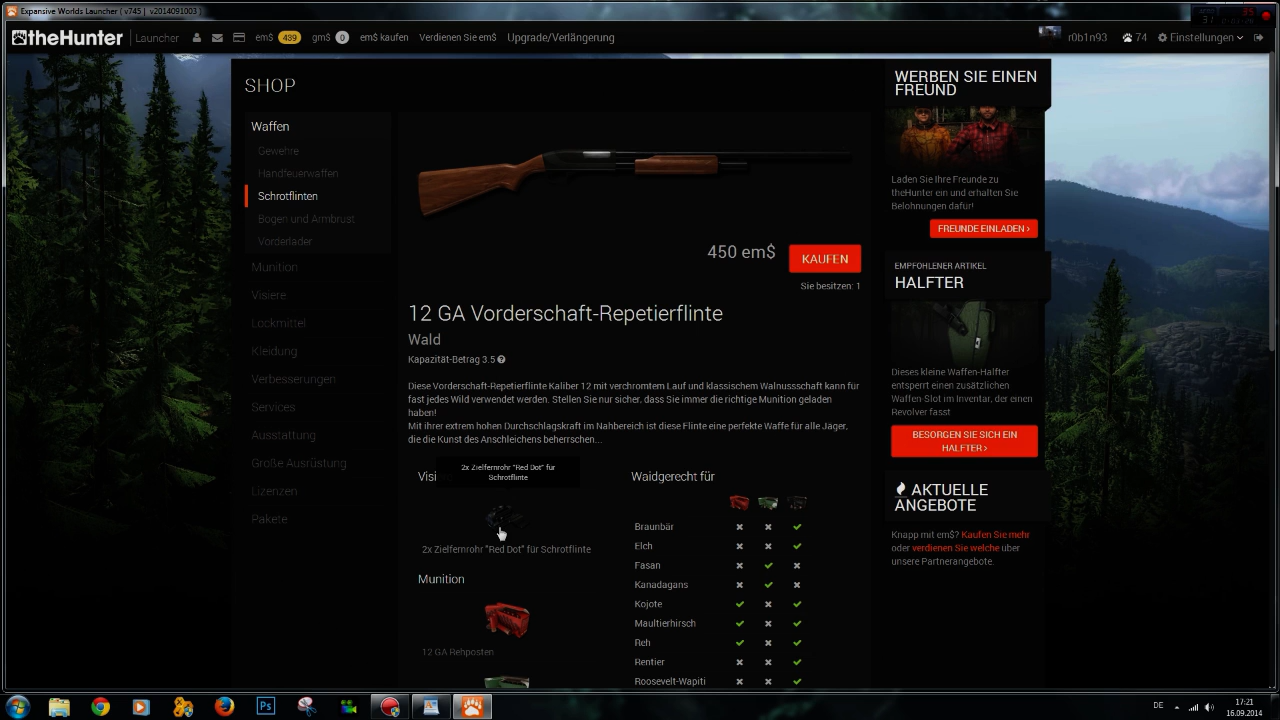 Expansive Worlds Launcher ( v745 | v2014091003 )
35
theHunter Launcher em$ 439 gm$ 0 em$ kaufen Verdienen Sie em$ Upgrade/Verlängerung r0b1n93 74 Einstellungen
SHOP
Waffen
Gewehre
Handfeuerwaffen
Schrotflinten
Bogen und Armbrust
Vorderlader
Munition
Visiere
Lockmittel
Kleidung
Verbesserungen
Services
Ausstattung
Große Ausrüstung
Lizenzen
Pakete
450 em$ KAUFEN
Sie besitzen: 1
12 GA Vorderschaft-Repetierflinte
Wald
Kapazität-Betrag 3.5
Diese Vorderschaft-Repetierflinte Kaliber 12 mit verchromtem Lauf und klassischem Walnussschaft kann für
fast jedes Wild verwendet werden. Stellen Sie nur sicher, dass Sie immer die richtige Munition geladen
haben!
Mit ihrer extrem hohen Durchschlagskraft im Nahbereich ist diese Flinte eine perfekte Waffe für alle Jäger,
die die Kunst des Anschleichens beherrschen...
Visi
2x Zielfernrohr "Red Dot" für
Schrotflinte
2x Zielfernrohr "Red Dot" für Schrotflinte
Munition
12 GA Rehposten
Waidgerecht für
Braunbär
Elch
Fasan
Kanadagans
Kojote
Maultierhirsch
Reh
Rentier
Roosevelt-Wapiti
WERBEN SIE EINEN
FREUND
Laden Sie Ihre Freunde zu
theHunter ein und erhalten Sie
Belohnungen dafür!
FREUNDE EINLADEN ›
EMPFOHLENER ARTIKEL
HALFTER
Dieses kleine Waffen-Halfter
entsperrt einen zusätzlichen
Waffen-Slot im Inventar, der einen
Revolver fasst
BESORGEN SIE SICH EIN
HALFTER ›
AKTUELLE
ANGEBOTE
Knapp mit em$? Kaufen Sie mehr
oder verdienen Sie welche über
unsere Partnerangebote.
Ps
DE
17:21
16.09.2014